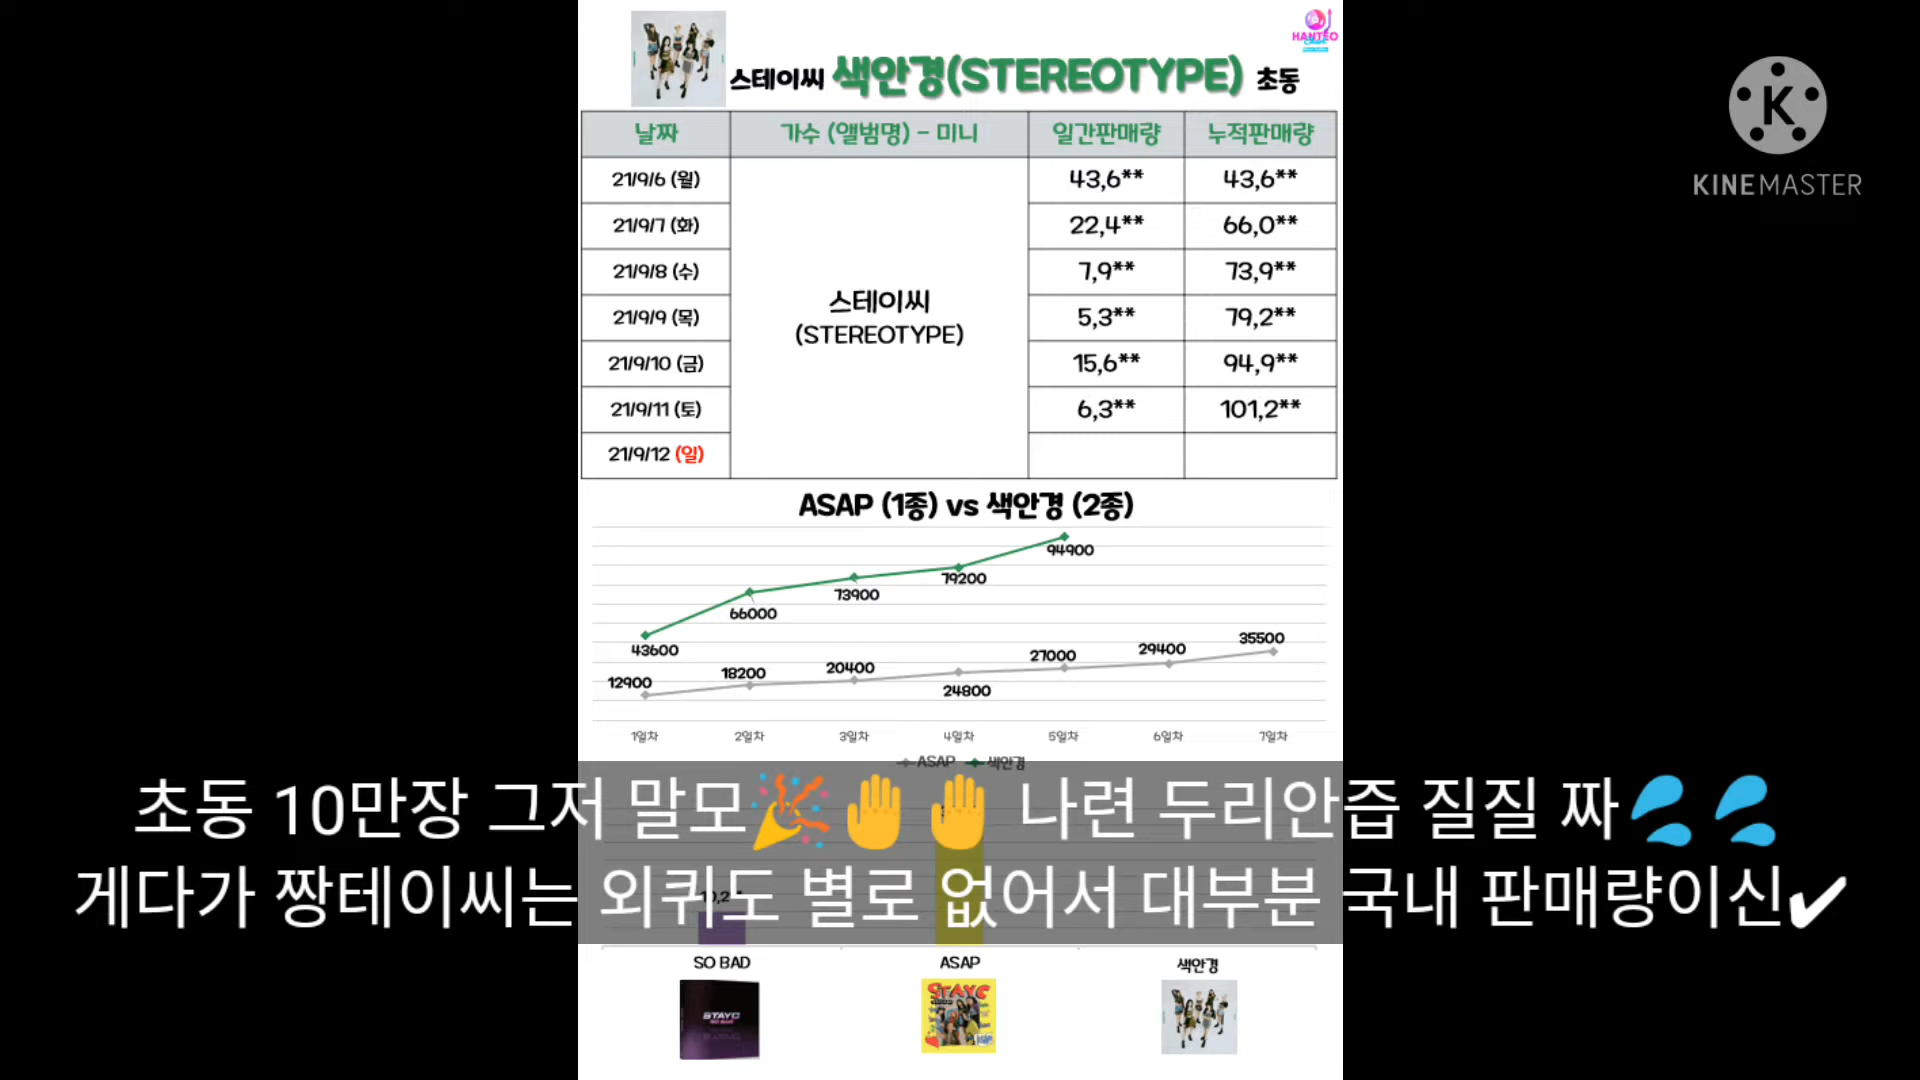 HANTEO
스테이씨 색안경(STEREOTYPE) 초동
날짜 가수 (앨범명) - 미니 일간판매량 누적판매량
21/9/6 (월) 43,6** 43,6**
21/9/7 (화) 22,4** 66,0**
21/9/8 (수) 7,9** 73,9**
21/9/9 (목) 5,3** 79,2**
21/9/10 (금) 15,6** 94,9**
21/9/11 (토) 6,3** 101,2**
21/9/12 (일)
스테이씨
(STEREOTYPE)
KINEMASTER
ASAP (1종) vs 색안경 (2종)
43600 66000 73900 79200 94900
12900 18200 20400 24800 27000 29400 35500
1일차 2일차 3일차 4일차 5일차 6일차 7일차
ASAP 색안경
초동 10만장 그저 말모🎉🤚🤚 나련 두리안즙 질질 짜💦💦
게다가 짱테이씨는 외퀴도 별로 없어서 대부분 국내 판매량이신✔
SO BAD ASAP 색안경
STAYC
STAYC